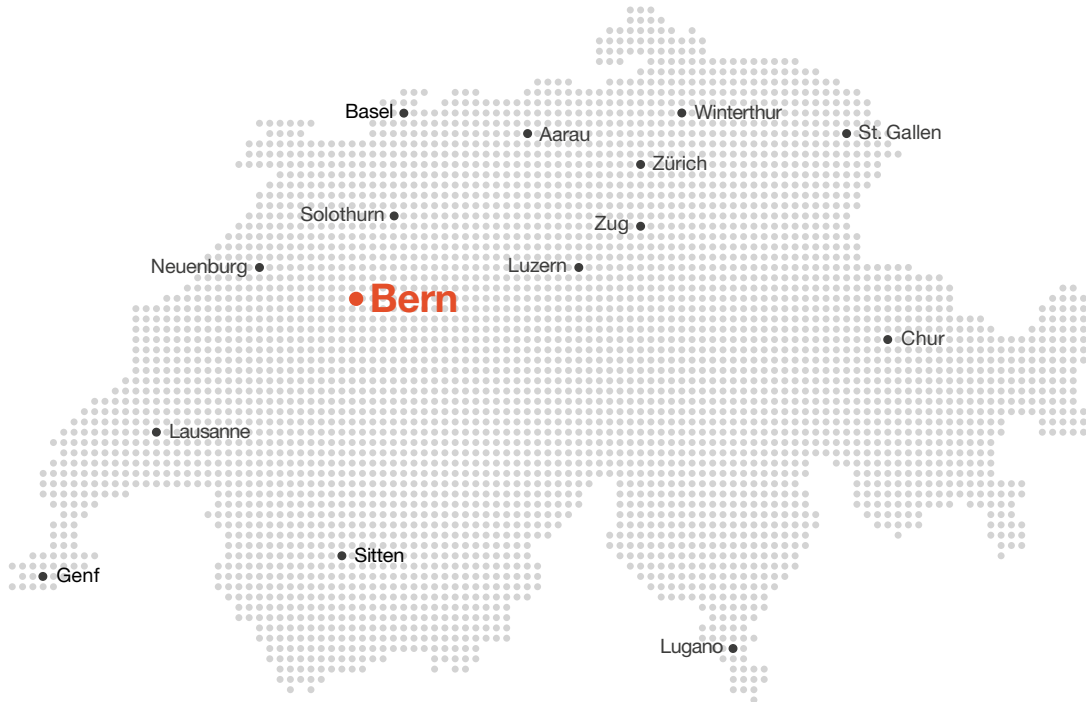 Basel
Winterthur
Aarau
St. Gallen
Zürich
Solothurn
Zug
Neuenburg
Luzern
Bern
Chur
Lausanne
Sitten
Genf
Lugano